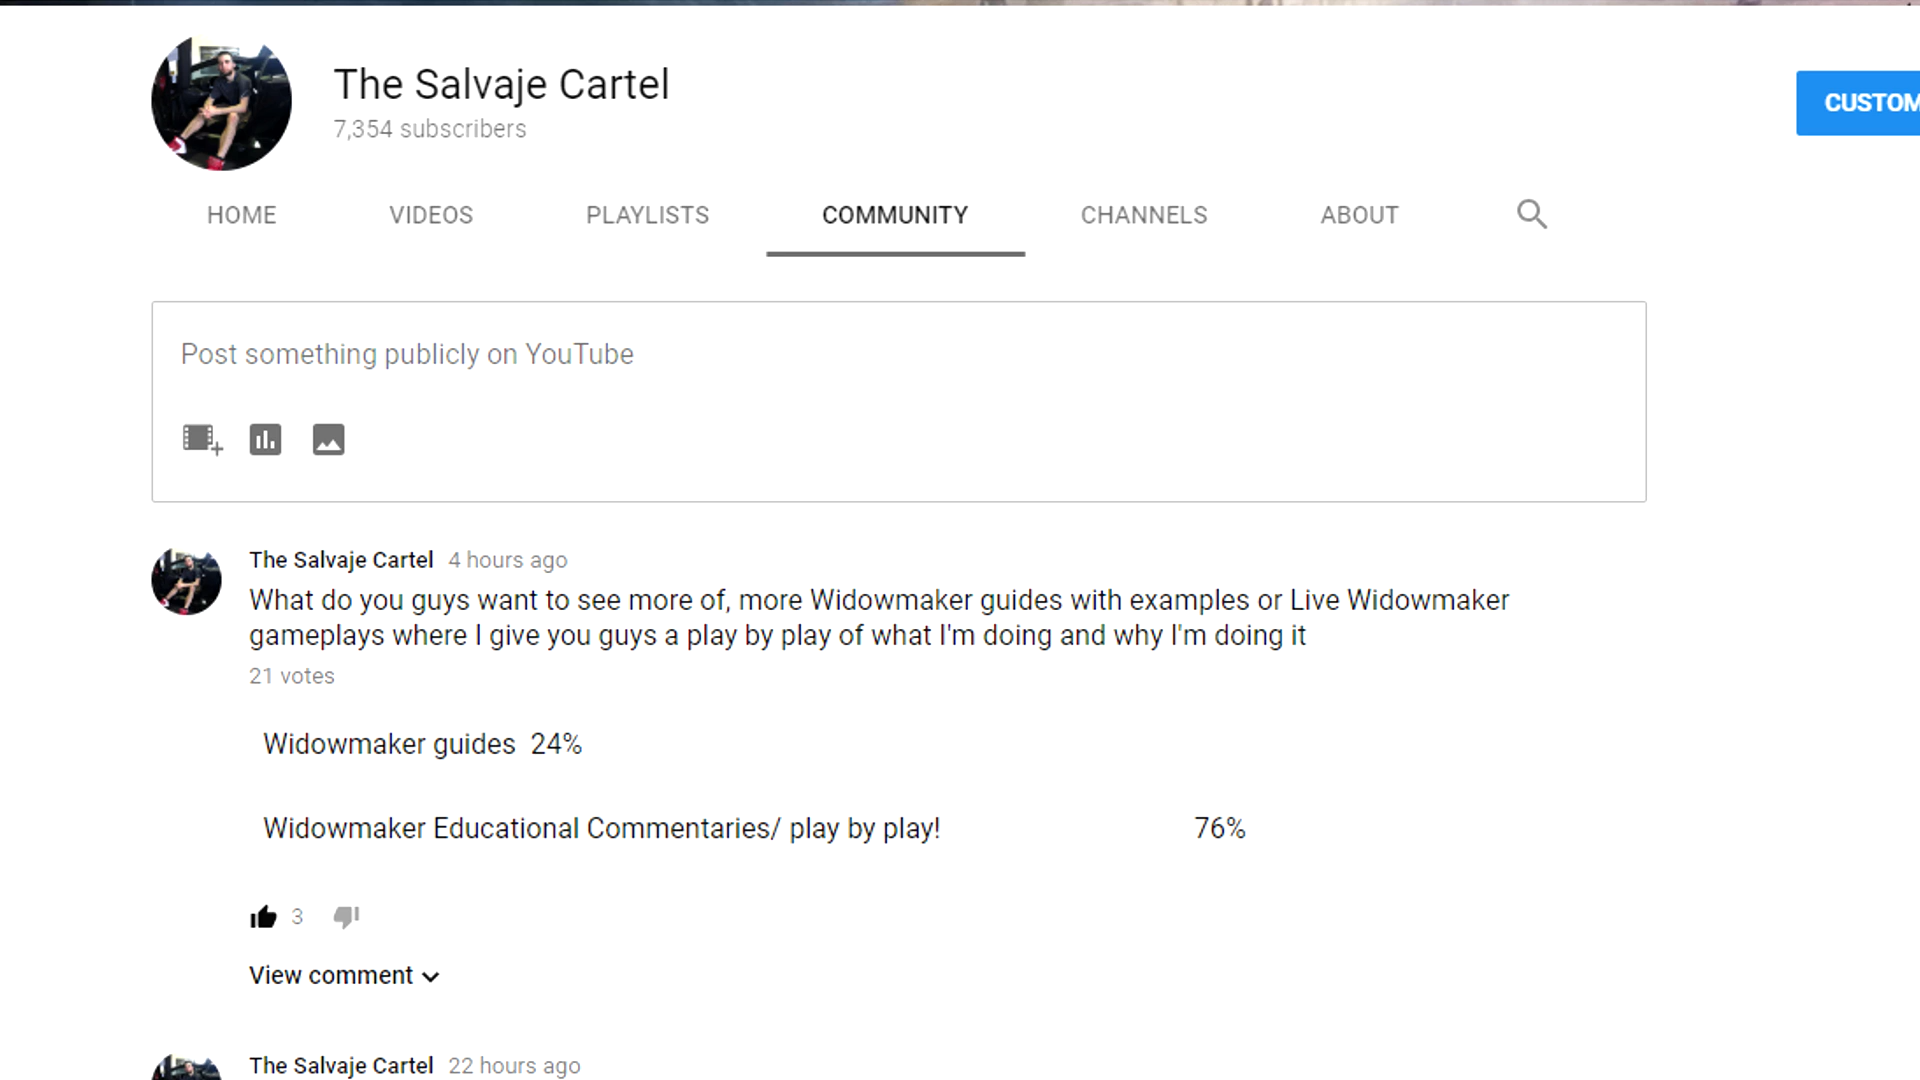 The Salvaje Cartel
7,354 subscribers
CUSTOM
HOME VIDEOS PLAYLISTS COMMUNITY CHANNELS ABOUT
Post something publicly on YouTube
The Salvaje Cartel 4 hours ago
What do you guys want to see more of, more Widowmaker guides with examples or Live Widowmaker
gameplays where I give you guys a play by play of what I'm doing and why I'm doing it
21 votes
Widowmaker guides 24%
Widowmaker Educational Commentaries/ play by play! 76%
3
View comment
The Salvaje Cartel 22 hours ago